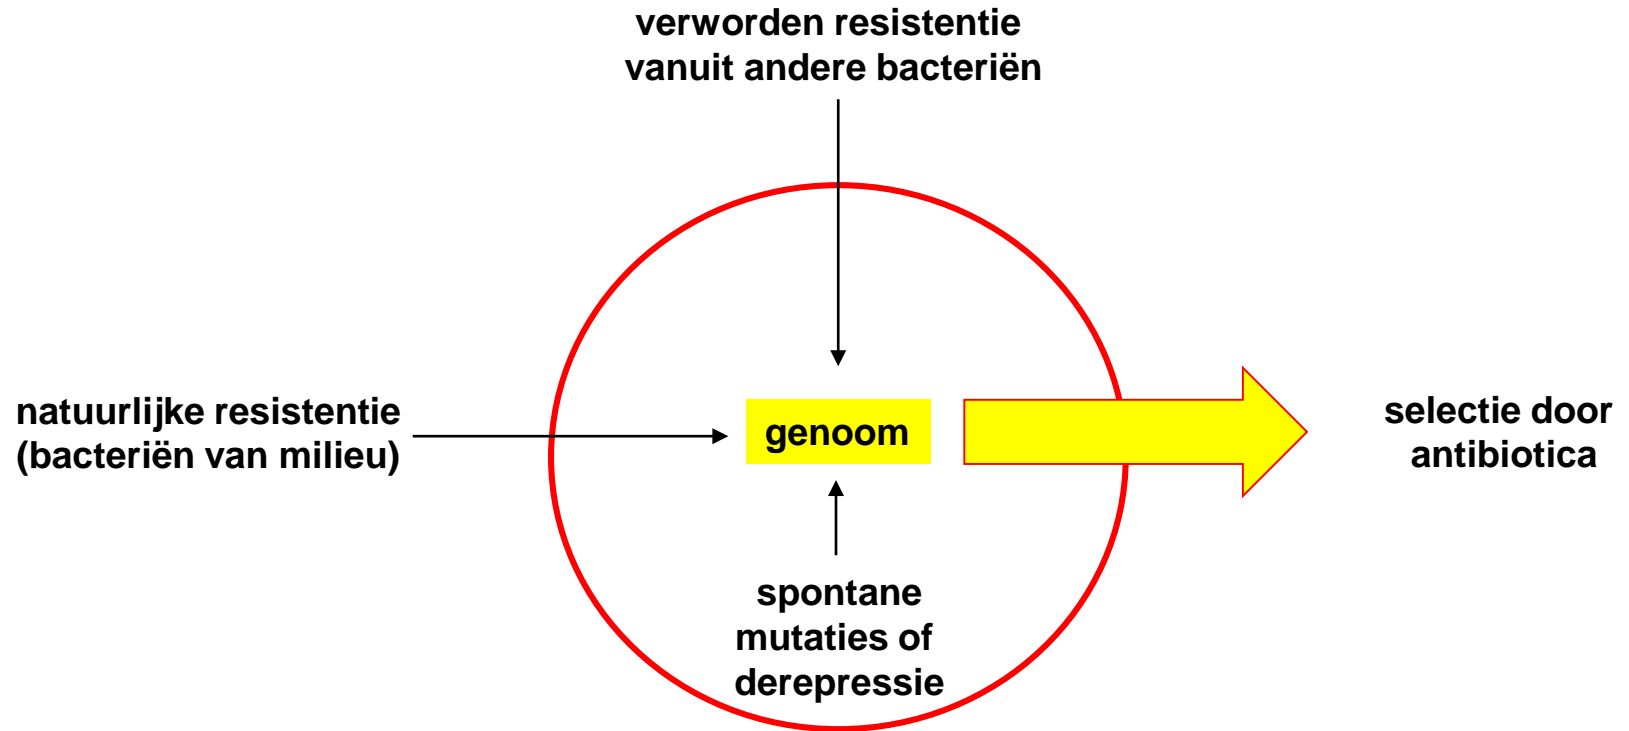 verworden resistentie
vanuit andere bacteriën
natuurlijke resistentie
(bacteriën van milieu)
genoom
selectie door
antibiotica
spontane
mutaties of
derepressie